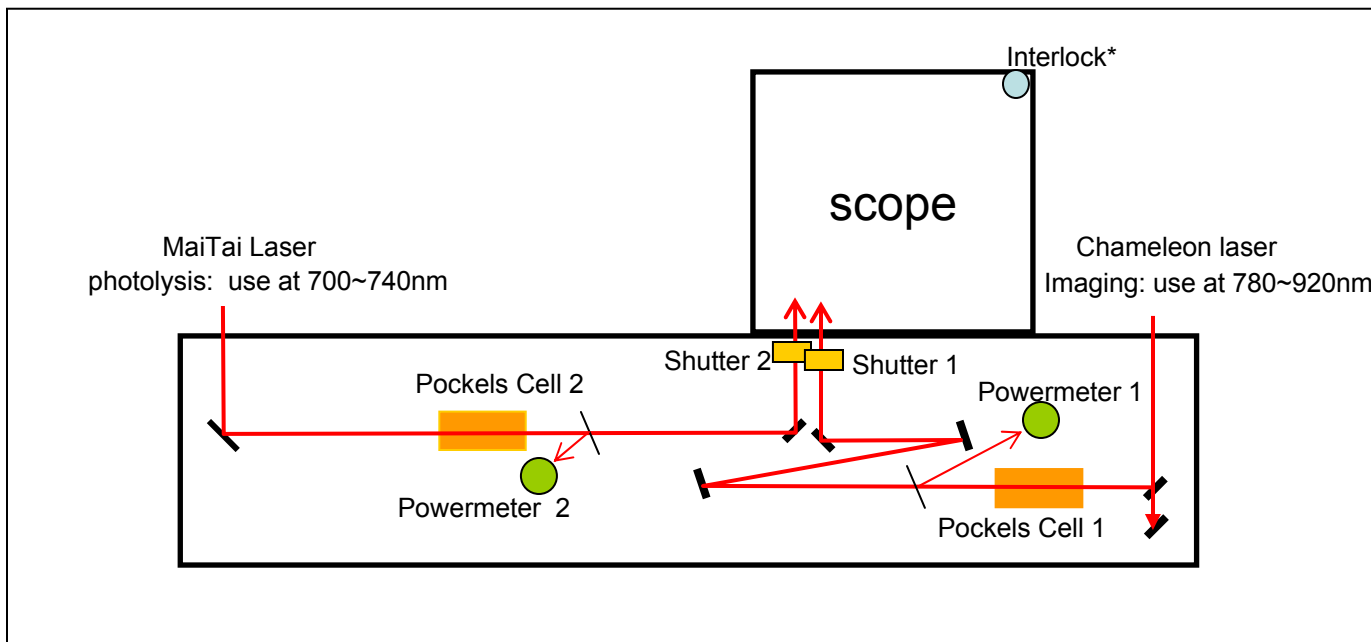 Interlock*
scope
MaiTai Laser
photolysis: use at 700~740nm
Chameleon laser
Imaging: use at 780~920nm
Shutter 2
Shutter 1
Pockels Cell 2
Powermeter 1
Powermeter 2
Pockels Cell 1